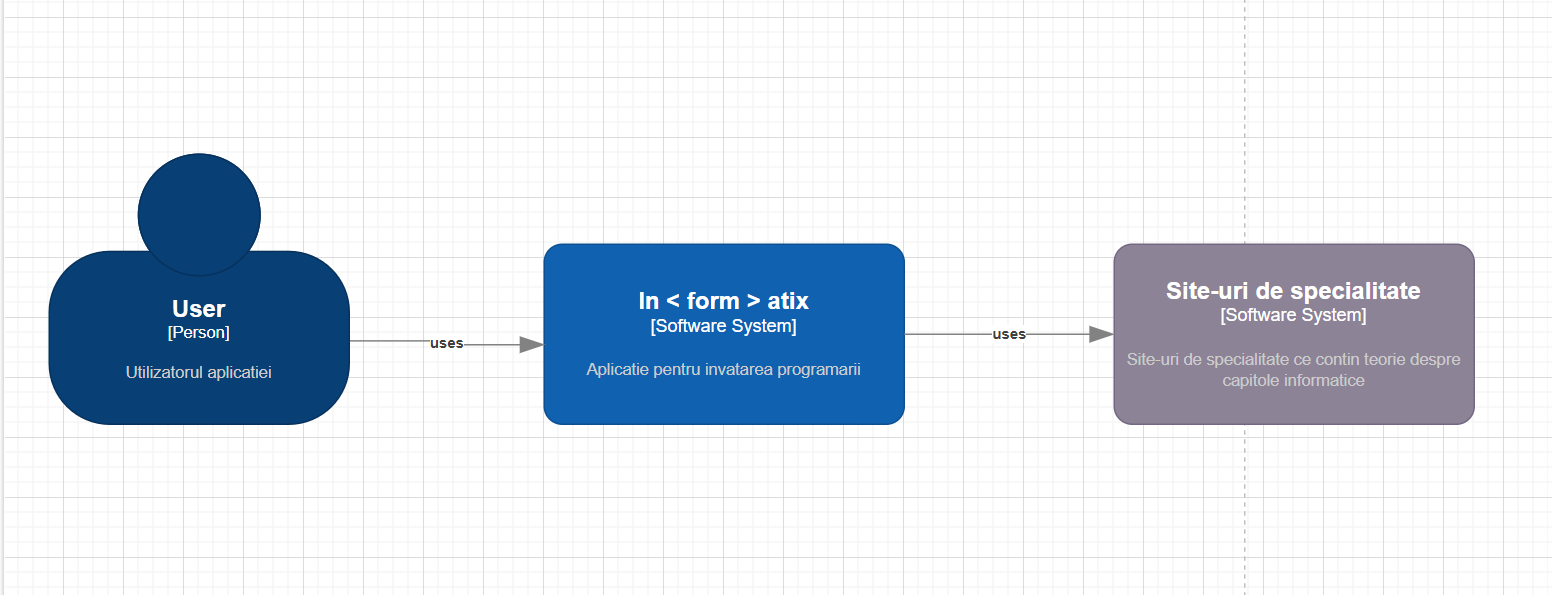 User
[Person]
Utilizatorul aplicatiei
uses
In < form > atix
[Software System]
Aplicatie pentru invatarea programarii
uses
Site-uri de specialitate
[Software System]
Site-uri de specialitate ce contin teorie despre
capitole informatice